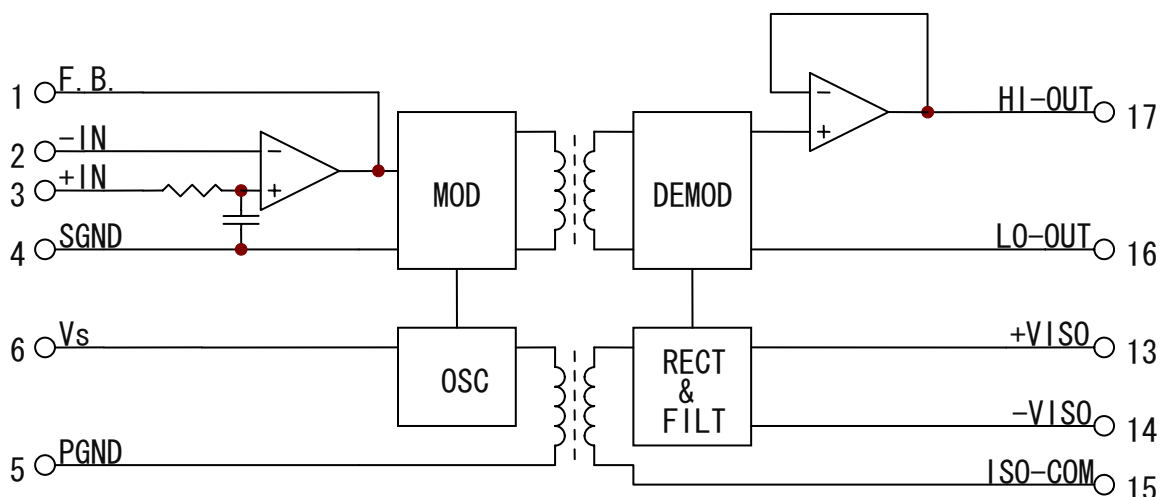 1 F.B.
2 -IN
3 +IN
4 SGND
6 Vs
5 PGND
-
+
MOD
OSC
DEMOD
RECT
&
FILT
-
+
HI-OUT 17
LO-OUT 16
+VISO 13
-VISO 14
ISO-COM 15